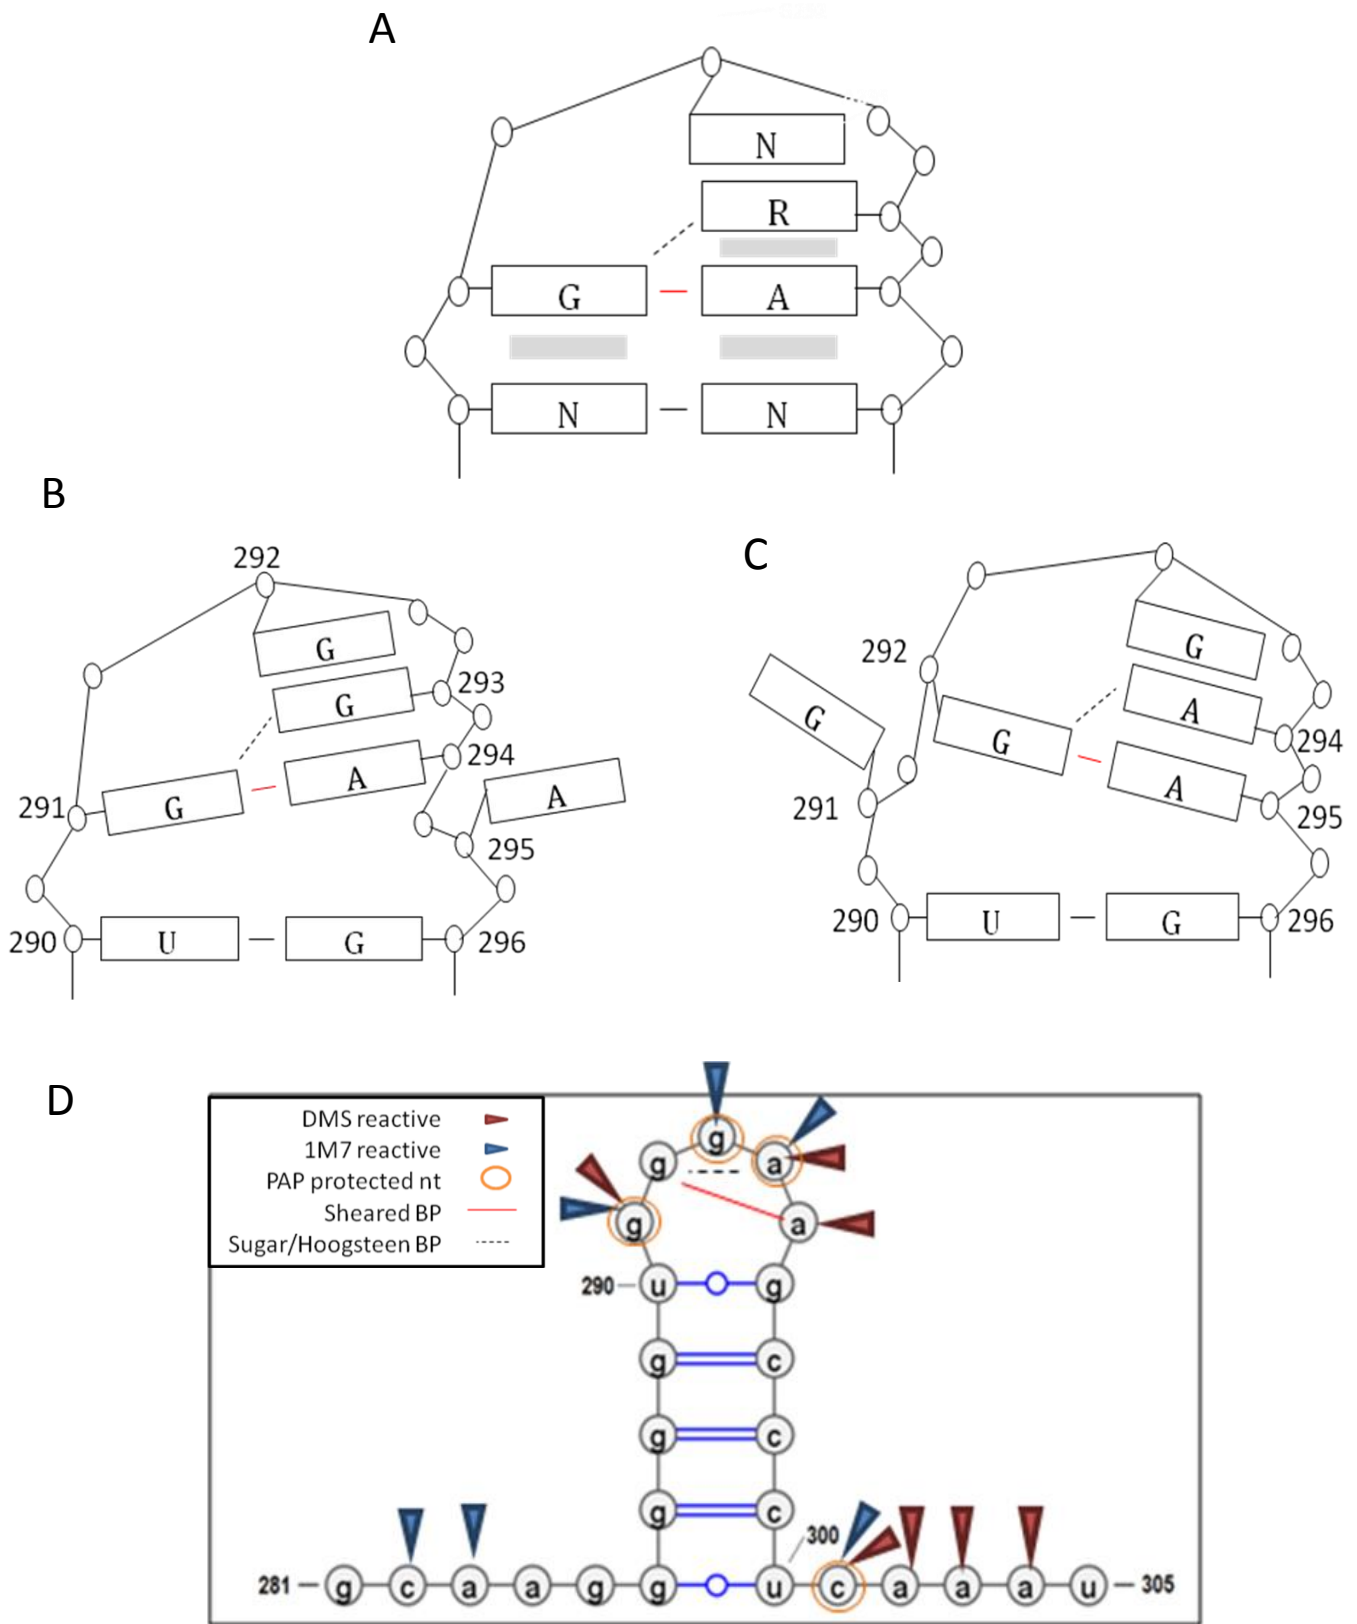 A
N
R
G
A
N
N
B
292
G
293
G
294
A
A
291
G
295
290
U
G
296
C
G
292
G
A
294
G
A
295
291
290
U
G
296
D
DMS reactive
1M7 reactive
PAP protected nt
Sheared BP
Sugar/Hoogsteen BP
g
g
a
g
a
290
u
g
g
c
g
c
g
c
300
281
g
c
a
a
g
g
u
c
a
a
a
u
305